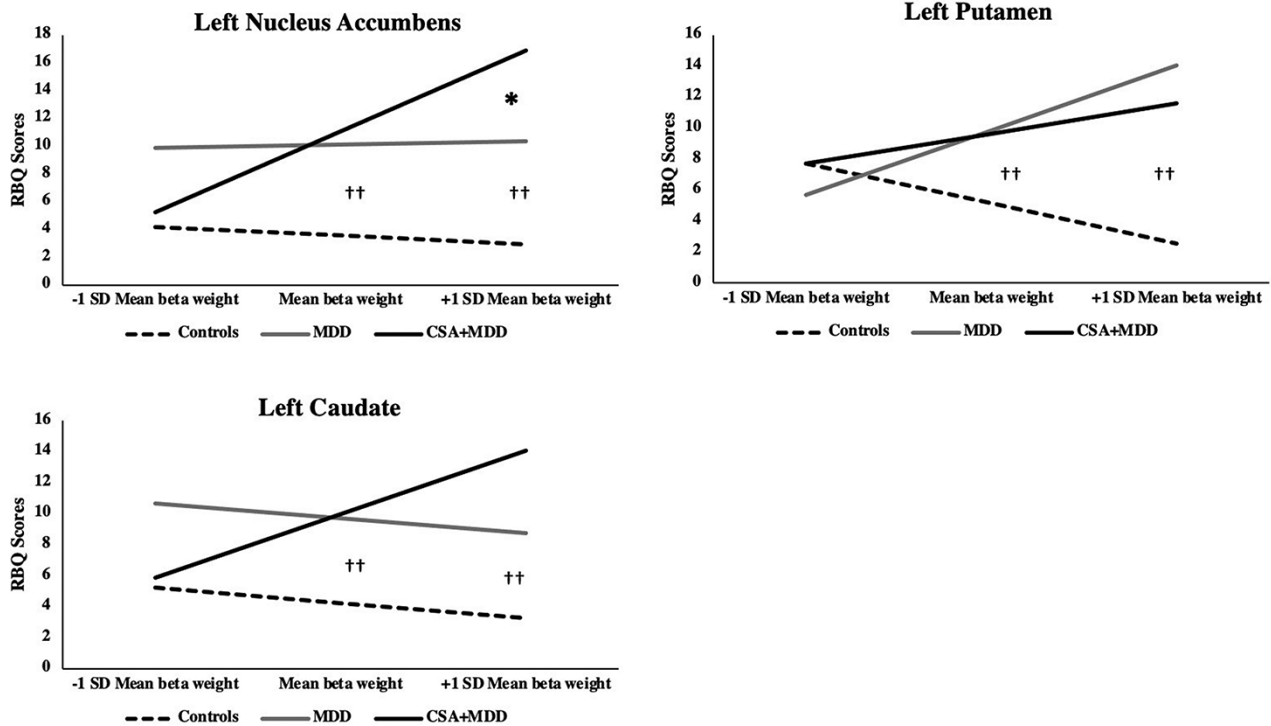 Left Nucleus Accumbens
18
16
14
12
10
8
6
4
2
0
RBQ Scores
*
†† ††
-1 SD Mean beta weight Mean beta weight +1 SD Mean beta weight
Controls MDD CSA+MDD
Left Putamen
16
14
12
10
8
6
4
2
0
RBQ Scores
†† ††
-1 SD Mean beta weight Mean beta weight +1 SD Mean beta weight
Controls MDD CSA+MDD
Left Caudate
16
14
12
10
8
6
4
2
0
RBQ Scores
†† ††
-1 SD Mean beta weight Mean beta weight +1 SD Mean beta weight
Controls MDD CSA+MDD